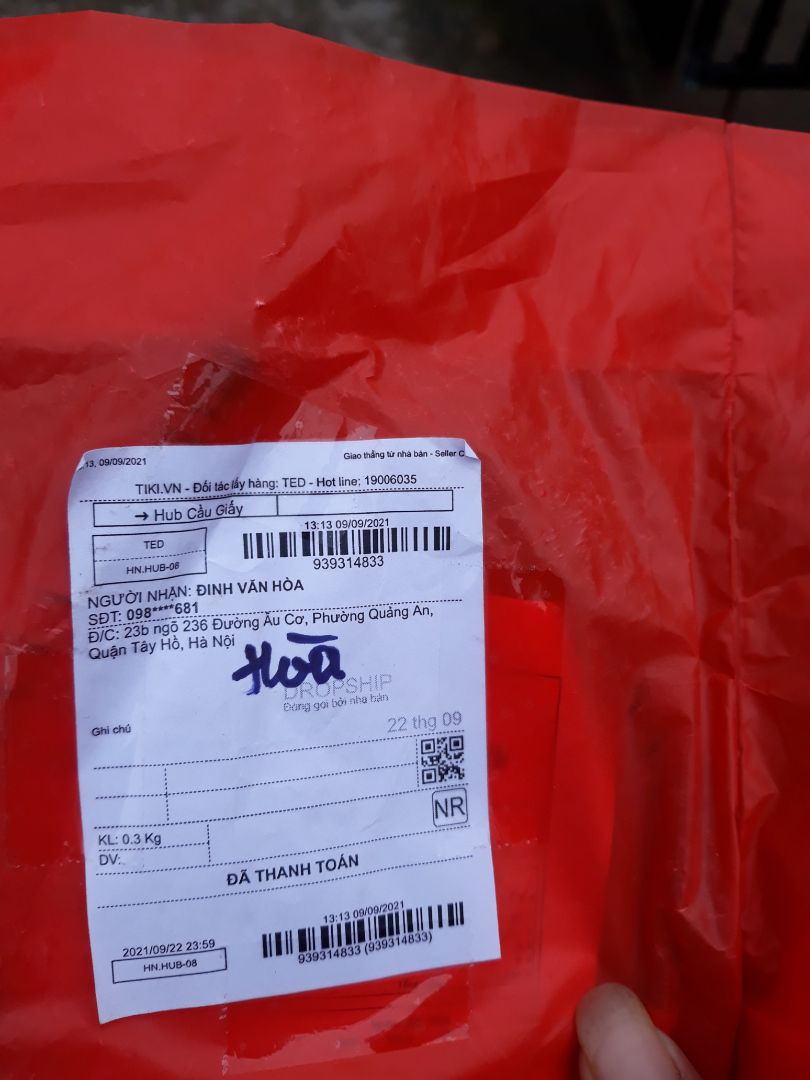 13, 09/09/2021
Giao thẳng từ nhà bán - Seller C
TIKI.VN - Đối tác lấy hàng: TED - Hot line: 19006035
→ Hub Cầu Giấy
TED
HN.HUB-08
13:13 09/09/2021
939314833
NGƯỜI NHẬN: ĐINH VĂN HÒA
SĐT: 098****681
Đ/C: 23b ngõ 236 Đường Âu Cơ, Phường Quảng An,
Quận Tây Hồ, Hà Nội
Hoà
DROPSHIP
Đóng gói bởi nhà bán
Ghi chú
22 thg 09
NR
KL: 0.3 Kg
DV:
ĐÃ THANH TOÁN
13:13 09/09/2021
939314833 (939314833)
2021/09/22 23:59
HN.HUB-08